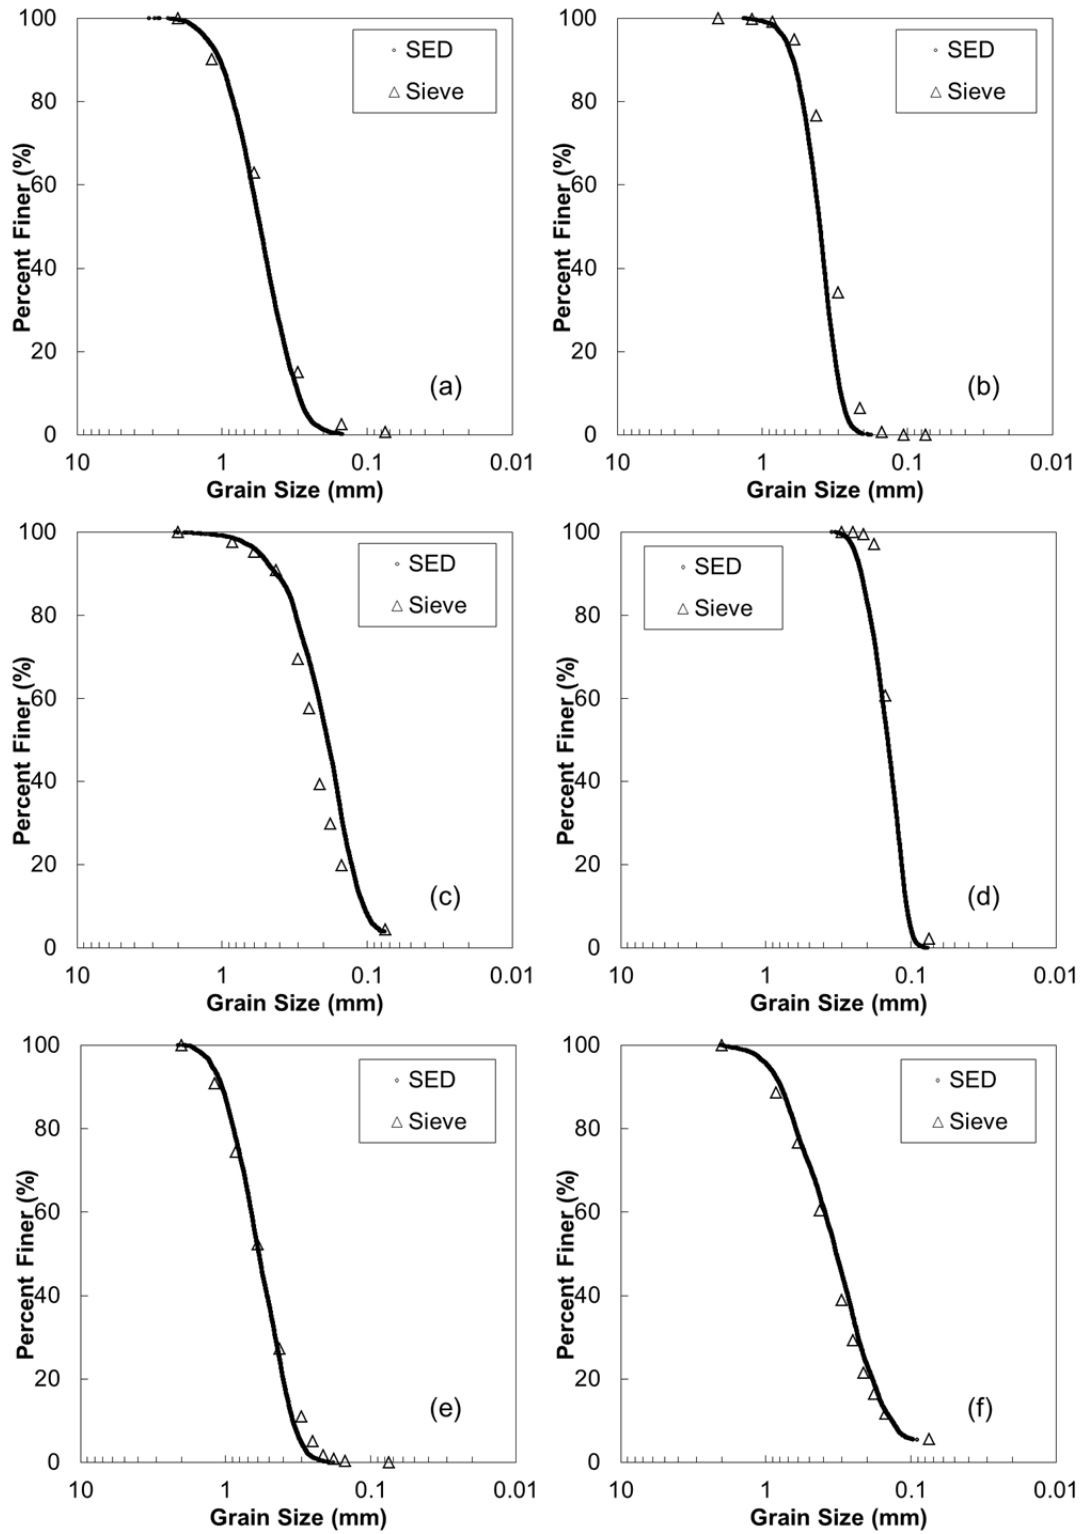 100
80
60
40
20
0
Percent Finer (%)
SED
Sieve
(a)
10 1 0.1 0.01
Grain Size (mm)
100
80
60
40
20
0
Percent Finer (%)
SED
Sieve
(b)
10 1 0.1 0.01
Grain Size (mm)
100
80
60
40
20
0
Percent Finer (%)
SED
Sieve
(c)
10 1 0.1 0.01
Grain Size (mm)
100
80
60
40
20
0
Percent Finer (%)
SED
Sieve
(d)
10 1 0.1 0.01
Grain Size (mm)
100
80
60
40
20
0
Percent Finer (%)
SED
Sieve
(e)
10 1 0.1 0.01
Grain Size (mm)
100
80
60
40
20
0
Percent Finer (%)
SED
Sieve
(f)
10 1 0.1 0.01
Grain Size (mm)